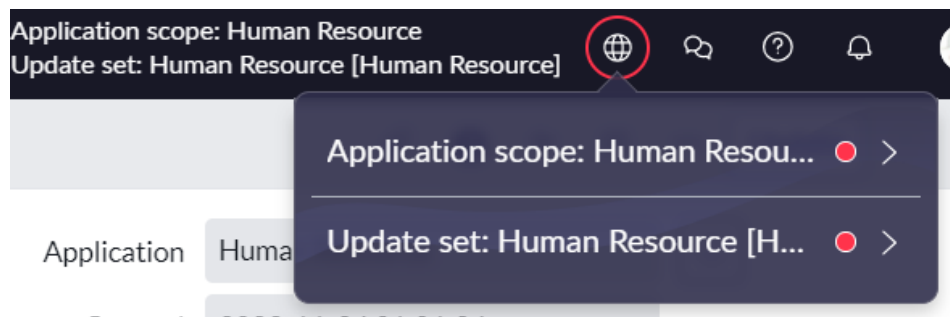 Application scope: Human Resource
Update set: Human Resource [Human Resource]
Application scope: Human Resou...
Update set: Human Resource [H...
Application Huma